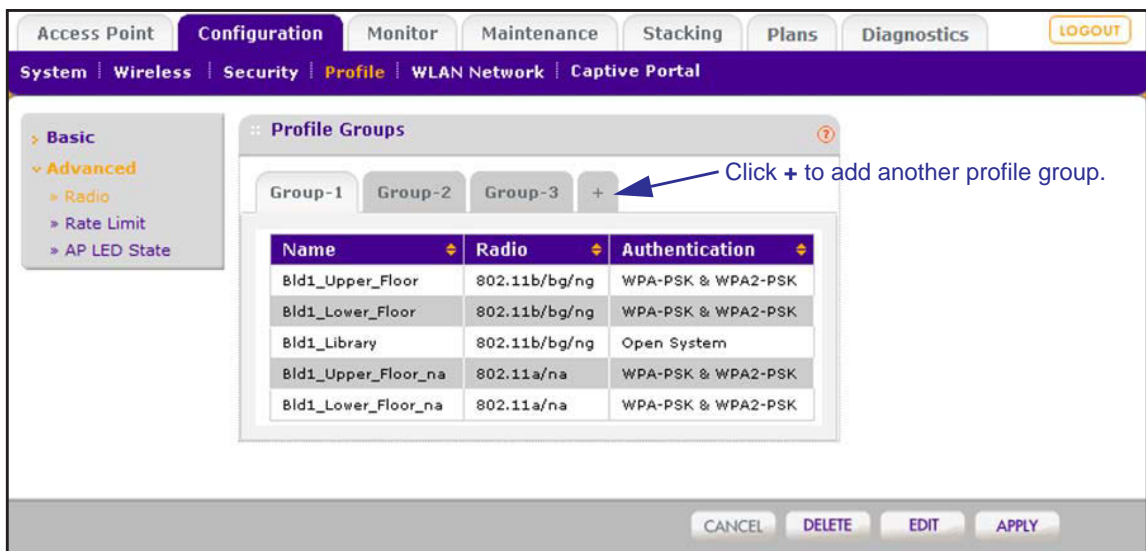 Access Point Configuration Monitor Maintenance Stacking Plans Diagnostics LOGOUT
System Wireless Security Profile WLAN Network Captive Portal
Basic
Advanced
» Radio
» Rate Limit
» AP LED State
Profile Groups ?
Group-1 Group-2 Group-3 +
Click + to add another profile group.
Name Radio Authentication
Bld1_Upper_Floor 802.11b/bg/ng WPA-PSK & WPA2-PSK
Bld1_Lower_Floor 802.11b/bg/ng WPA-PSK & WPA2-PSK
Bld1_Library 802.11b/bg/ng Open System
Bld1_Upper_Floor_na 802.11a/na WPA-PSK & WPA2-PSK
Bld1_Lower_Floor_na 802.11a/na WPA-PSK & WPA2-PSK
CANCEL DELETE EDIT APPLY